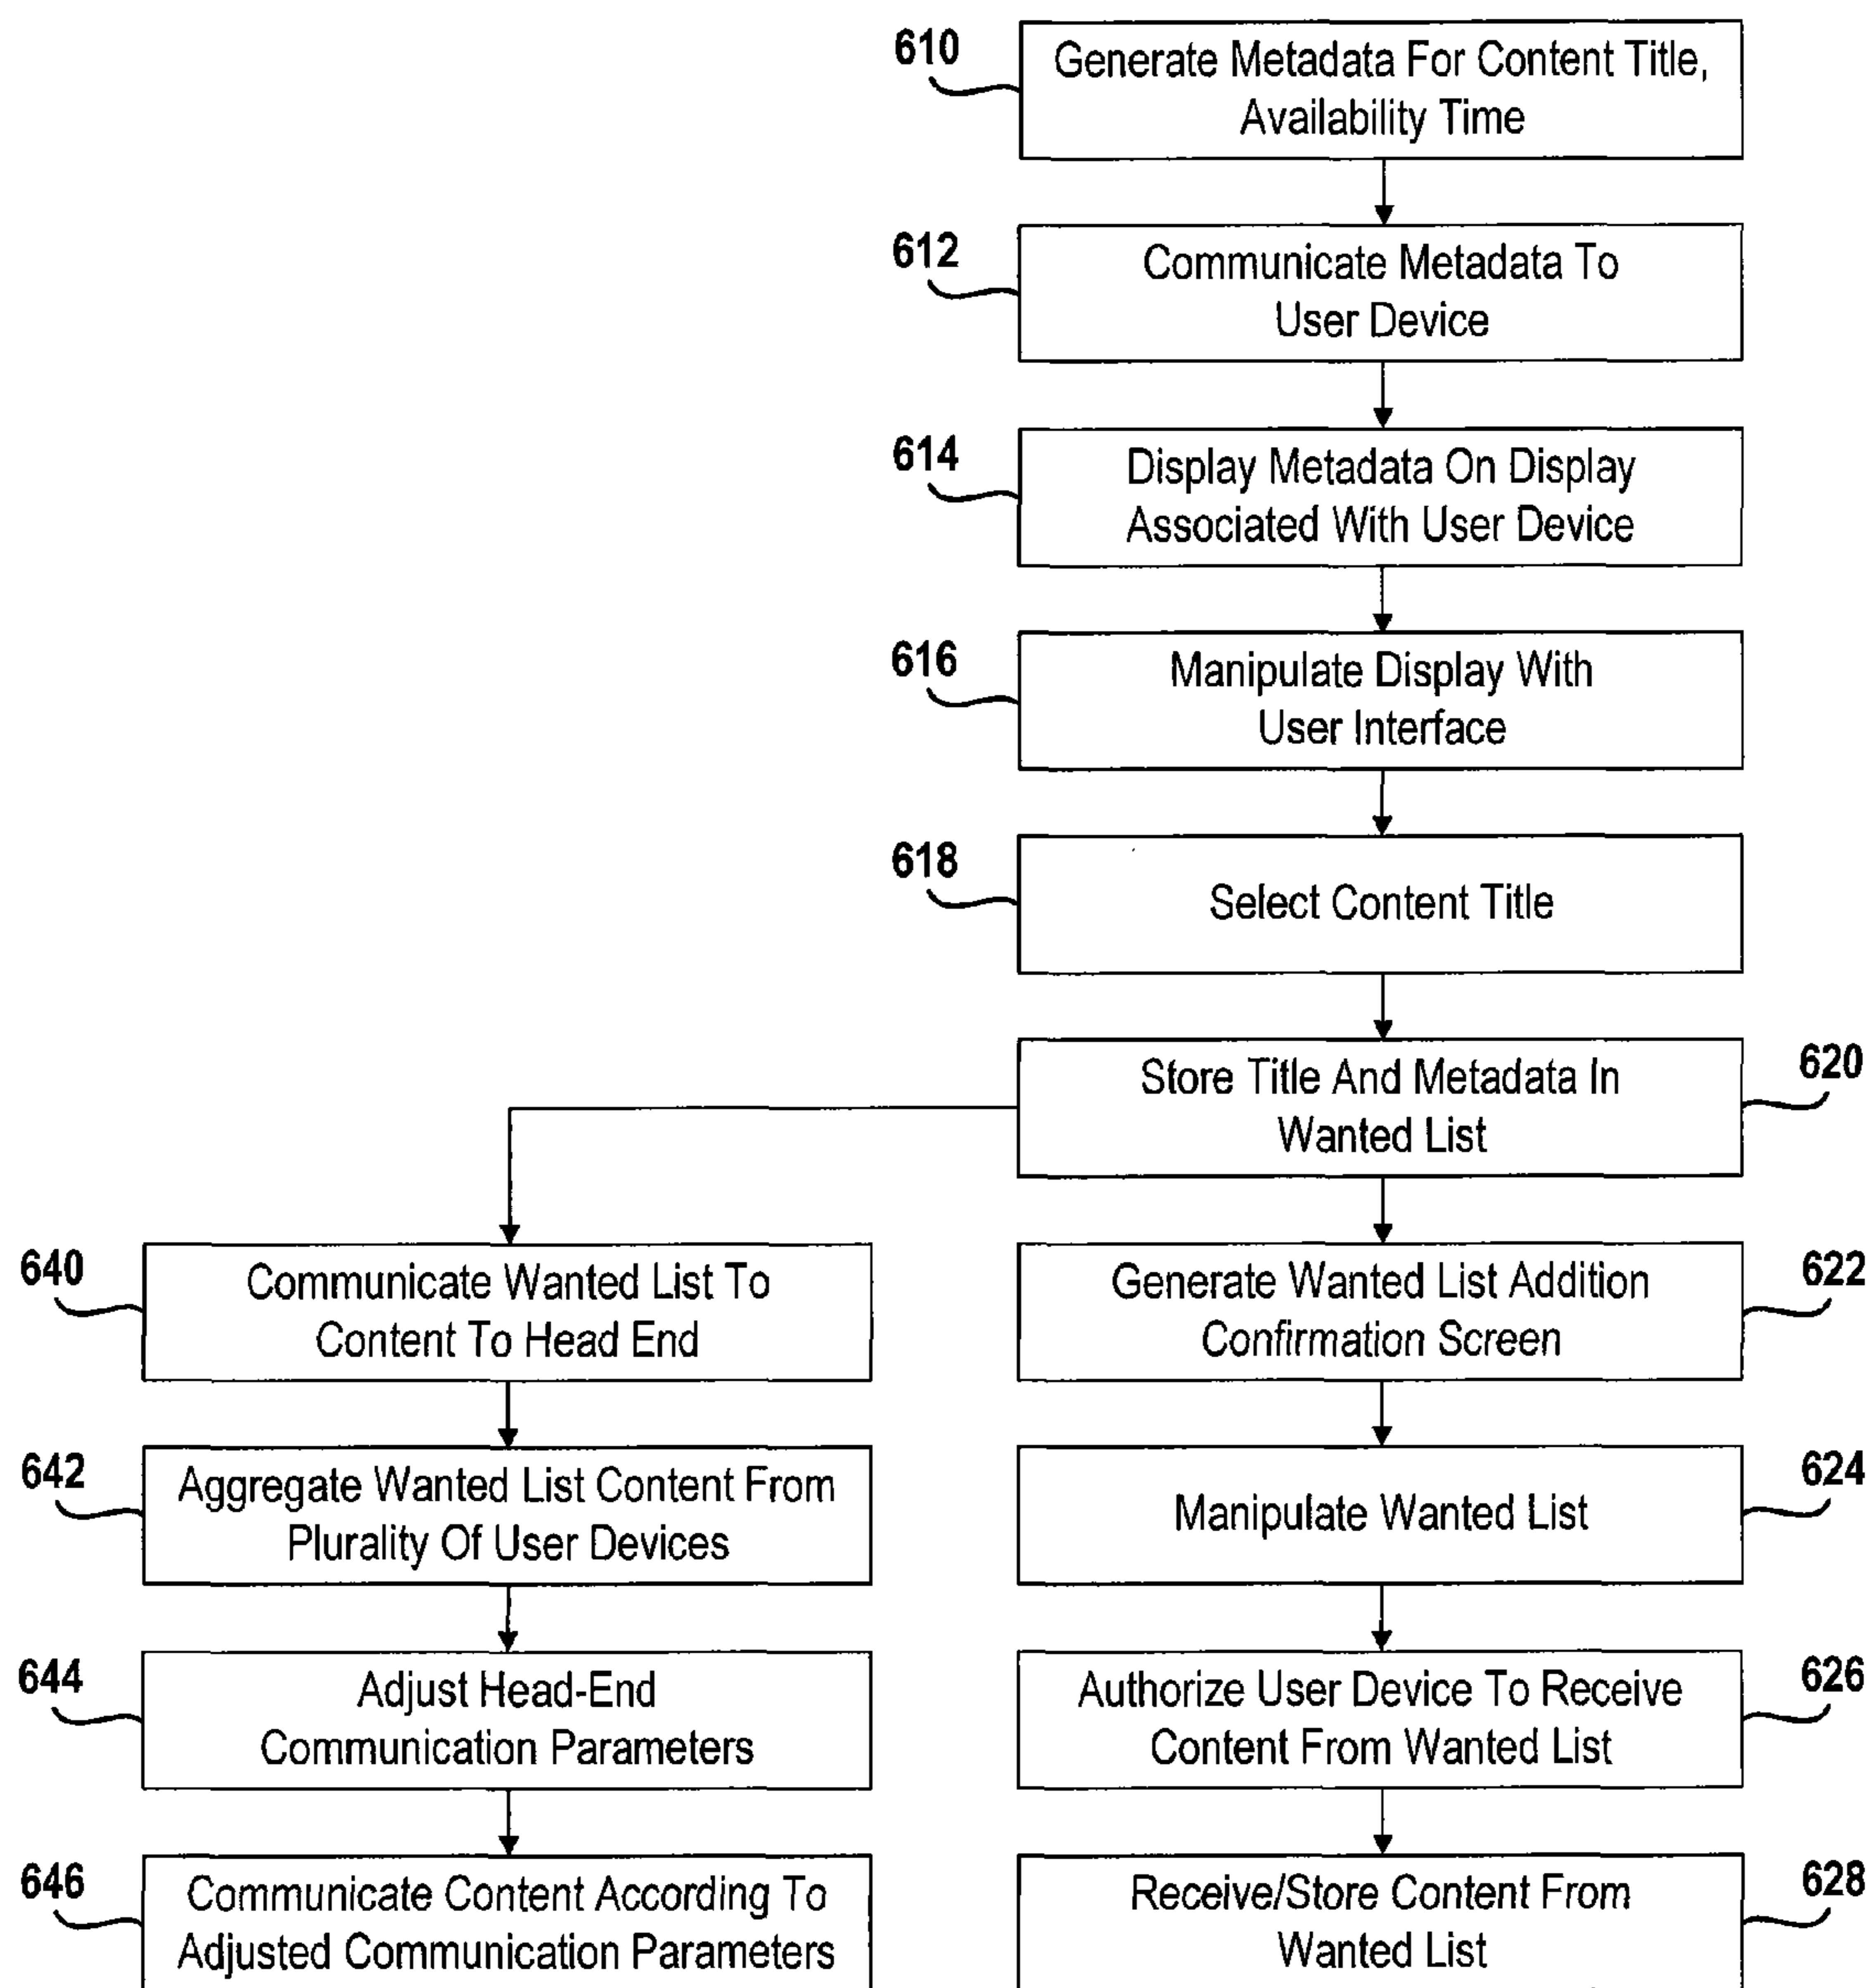 610
Generate Metadata For Content Title,
Availability Time
612
Communicate Metadata To
User Device
614
Display Metadata On Display
Associated With User Device
616
Manipulate Display With
User Interface
618
Select Content Title
620
Store Title And Metadata In
Wanted List
640
Communicate Wanted List To
Content To Head End
622
Generate Wanted List Addition
Confirmation Screen
642
Aggregate Wanted List Content From
Plurality Of User Devices
624
Manipulate Wanted List
644
Adjust Head-End
Communication Parameters
626
Authorize User Device To Receive
Content From Wanted List
646
Communicate Content According To
Adjusted Communication Parameters
628
Receive/Store Content From
Wanted List